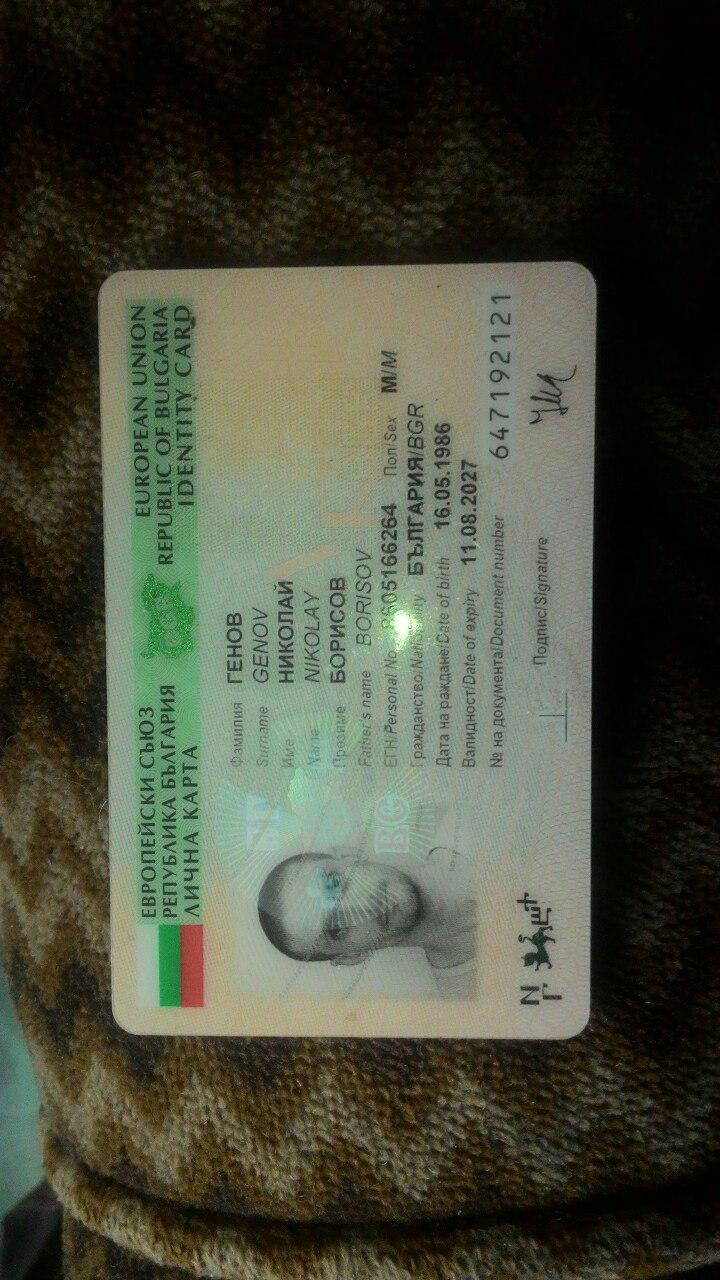 ЕВРОПЕЙСКИ СЪЮЗ EUROPEAN UNION
РЕПУБЛИКА БЪЛГАРИЯ REPUBLIC OF BULGARIA
ЛИЧНА КАРТА IDENTITY CARD
Фамилия ГЕНОВ
Surname GENOV
Име НИКОЛАЙ
Name NIKOLAY
Презиме БОРИСОВ
Father's name BORISOV
ЕГН/Personal No 8605166264 Пол/Sex М/M
Гражданство/Nationality БЪЛГАРИЯ/BGR
Дата на раждане/Date of birth 16.05.1986
Валидност/Date of expiry 11.08.2027
№ на документа/Document number 647192121
Подпис/Signature
БГ
BG